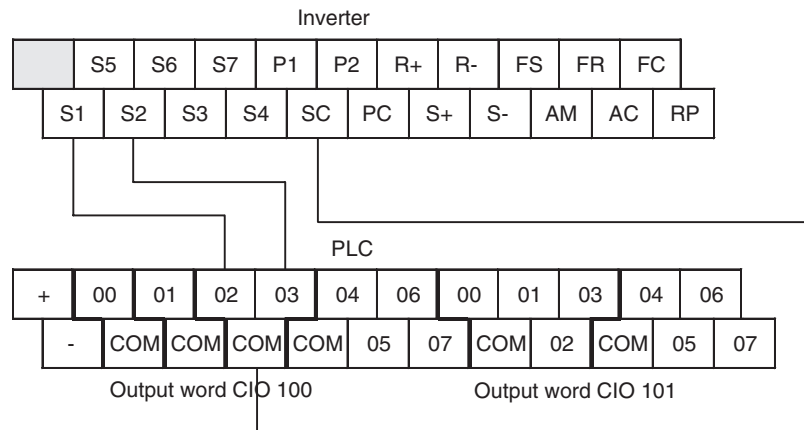 Inverter
S5 S6 S7 P1 P2 R+ R- FS FR FC
S1 S2 S3 S4 SC PC S+ S- AM AC RP
PLC
+ 00 01 02 03 04 06 00 01 03 04 06
- COM COM COM COM 05 07 COM 02 COM 05 07
Output word CIO 100 Output word CIO 101